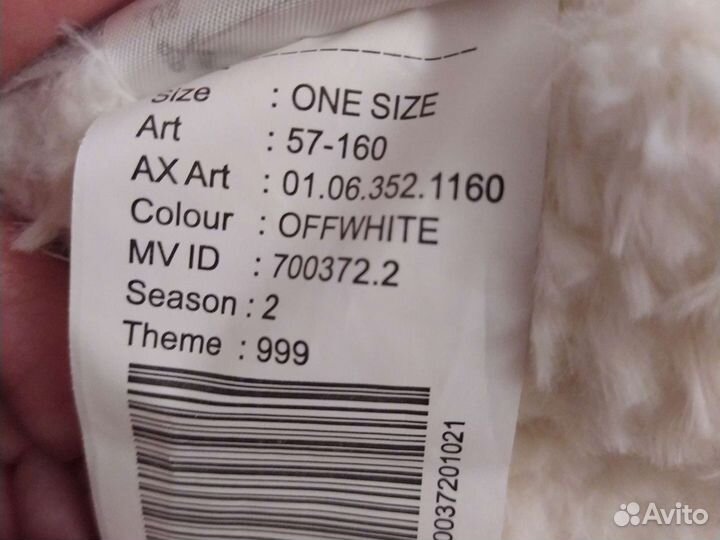 Size : ONE SIZE
Art : 57-160
AX Art : 01.06.352.1160
Colour : OFFWHITE
MV ID : 700372.2
Season : 2
Theme : 999
0037201021
Avito